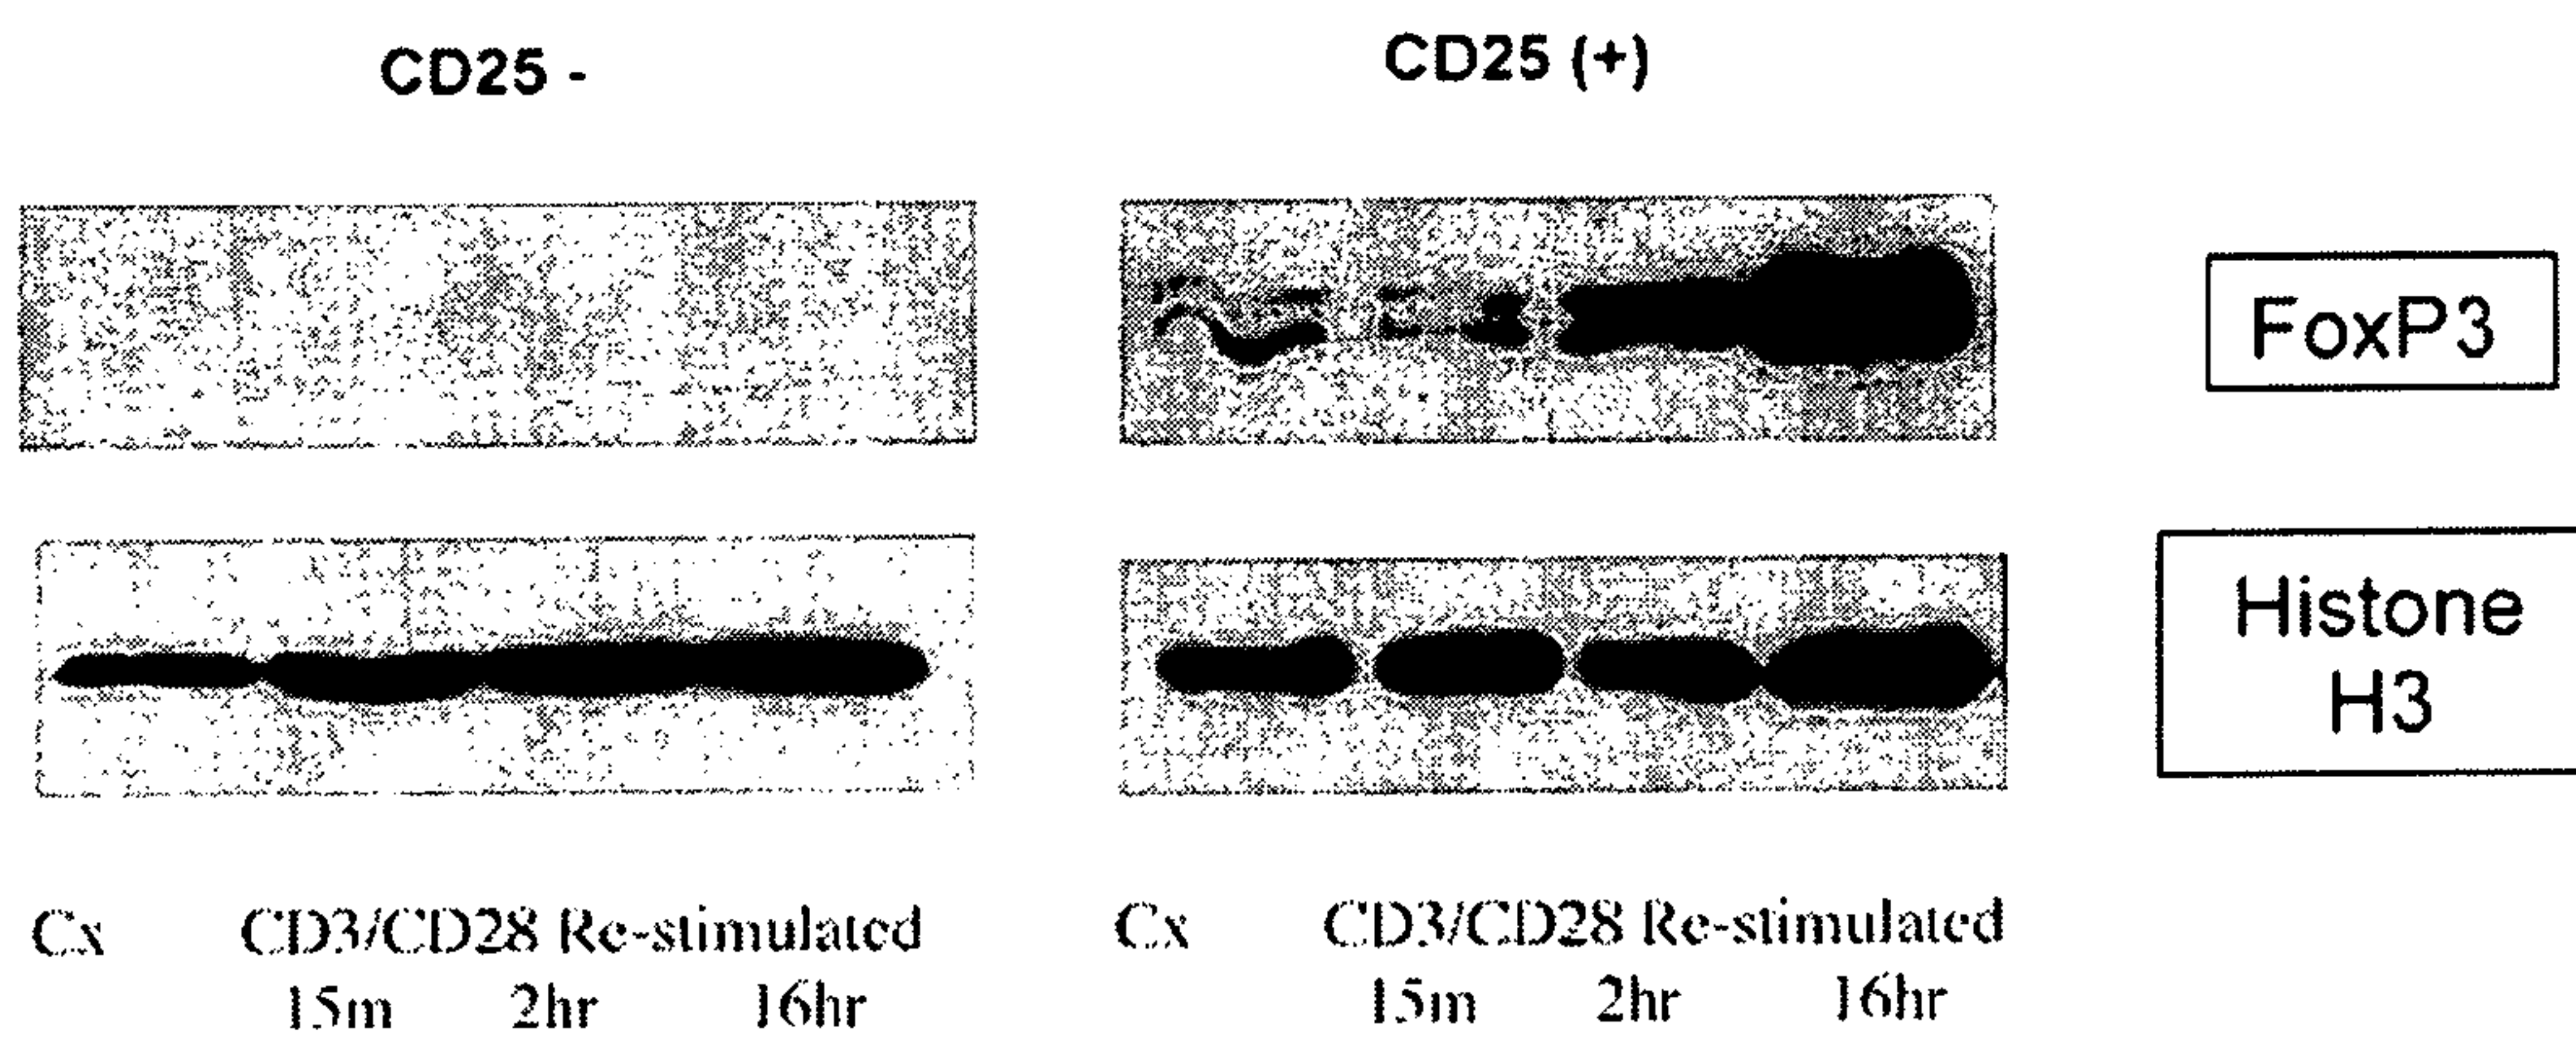 CD25 -
CD25 (+)
FoxP3
Histone
H3
Cx CD3/CD28 Re-stimulated
15m 2hr 16hr
Cx CD3/CD28 Re-stimulated
15m 2hr 16hr